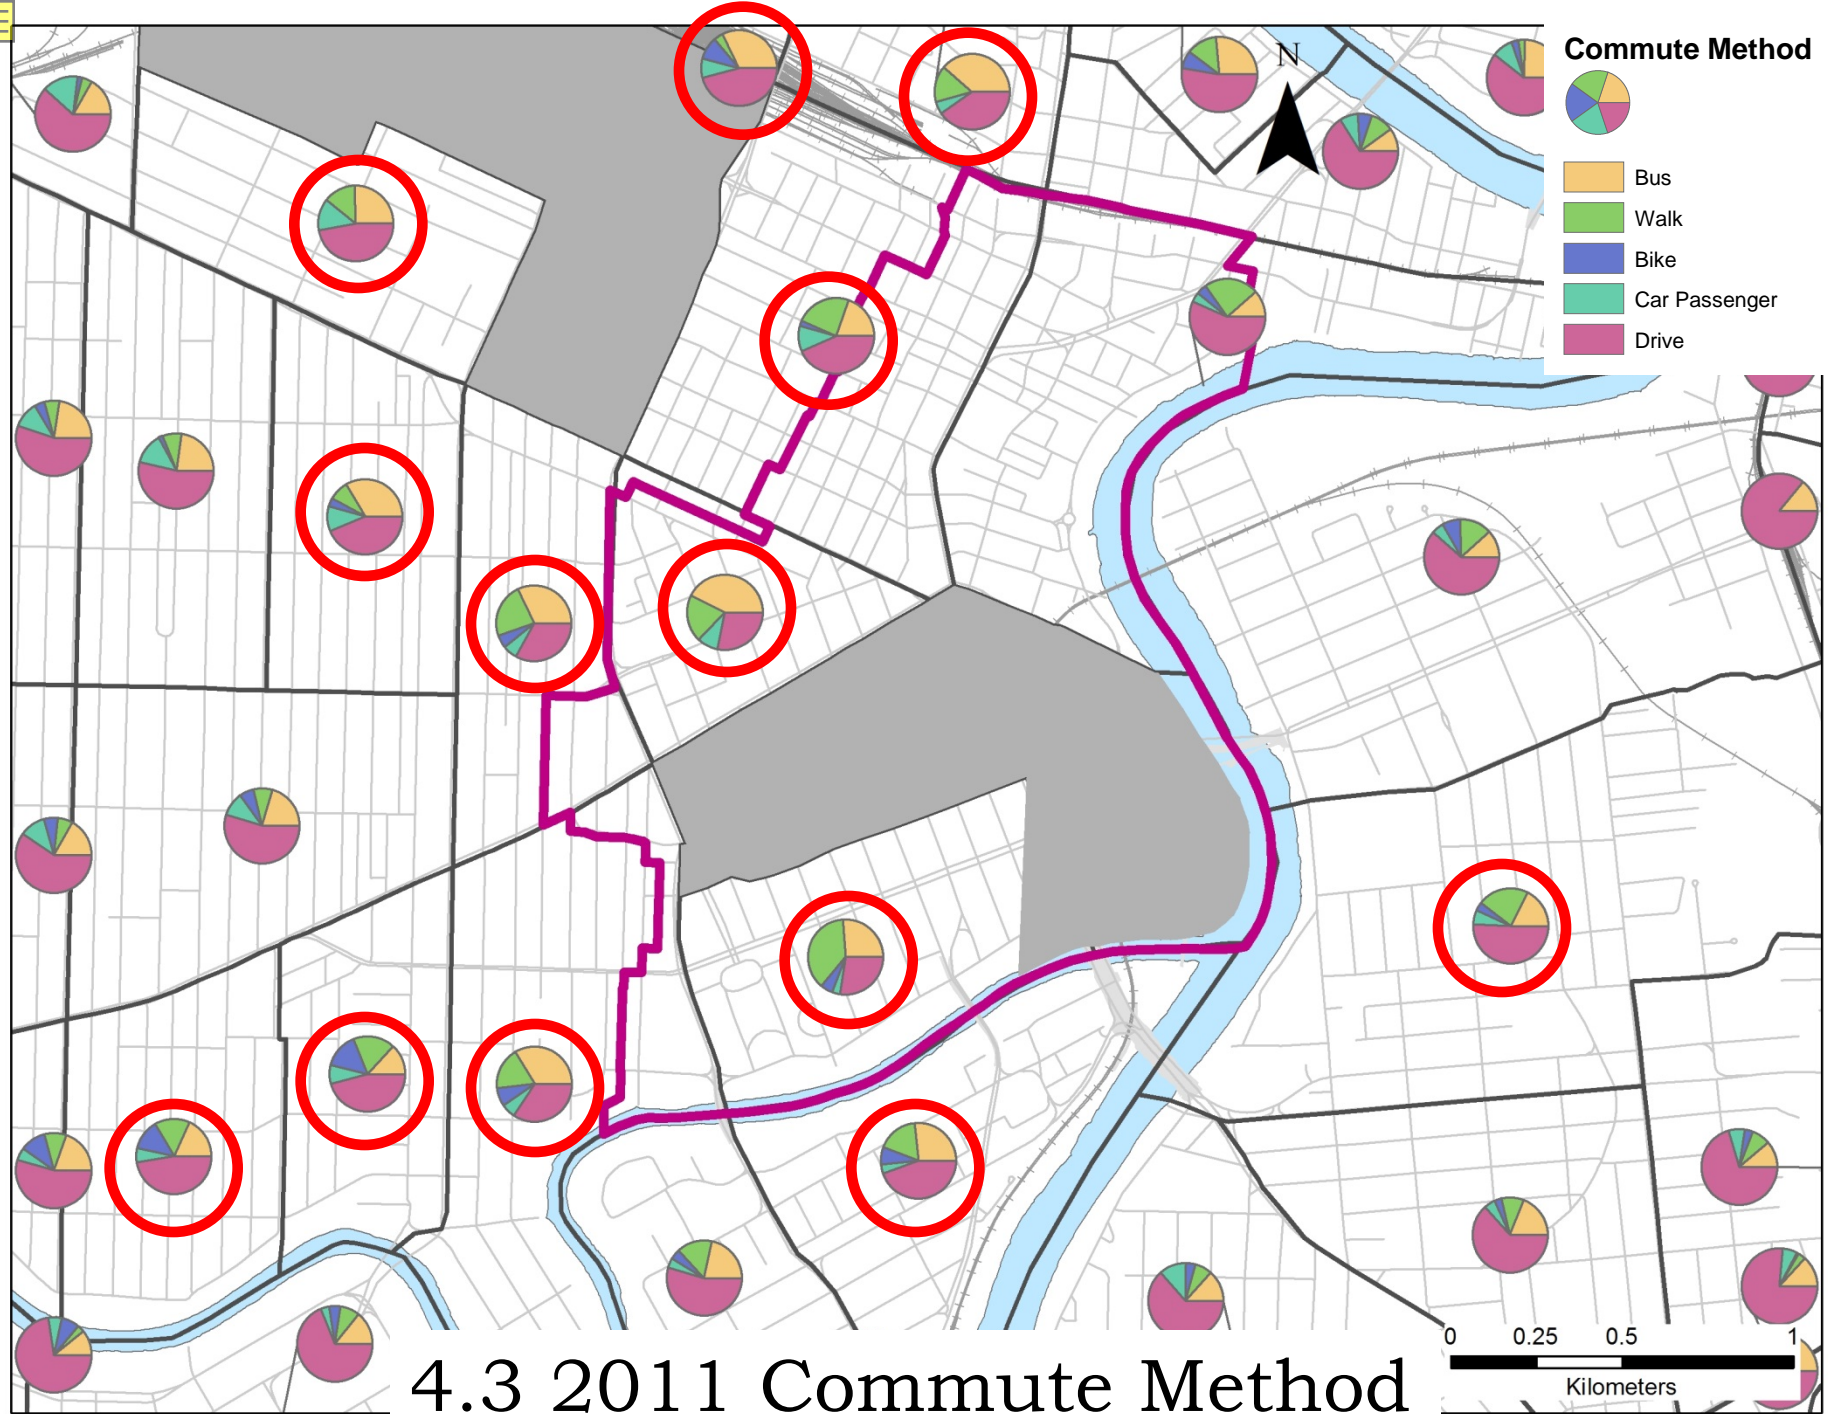 N
Commute Method
Bus
Walk
Bike
Car Passenger
Drive
0 0.25 0.5 1
Kilometers
4.3 2011 Commute Method